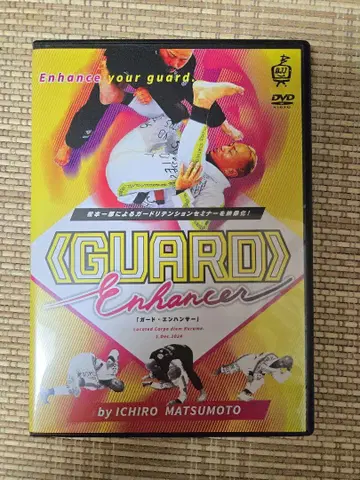 Enhance your guard.
BJJ
DVD
VIDEO
松本一郎によるガードリテンションセミナーを映像化!
GUARD
Enhancer
「ガード・エンハンサー」
by ICHIRO MATSUMOTO